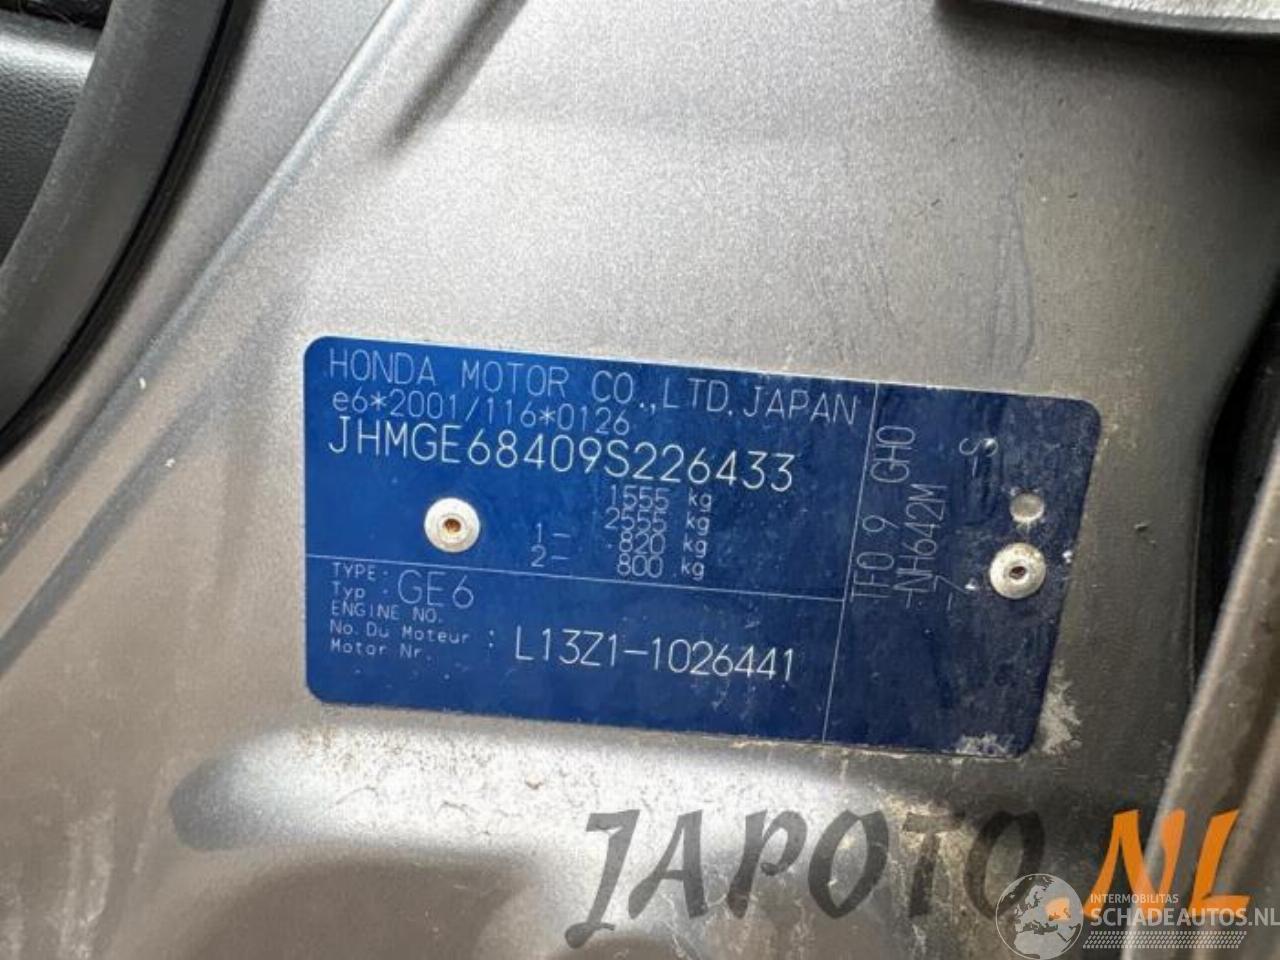 HONDA MOTOR CO.,LTD.JAPAN
e6*2001/116*0126
JHMGE68409S226433
1555 kg
2555 kg
1- 820 kg
2- 800 kg
TYPE:
Typ : GE6
ENGINE NO.
No.Du Moteur : L13Z1-1026441
Motor Nr.
TF0 9 GHO
-NH642M -S
-7
JAPOTO.NL
INTERMOBILITAS
SCHADEAUTOS.NL